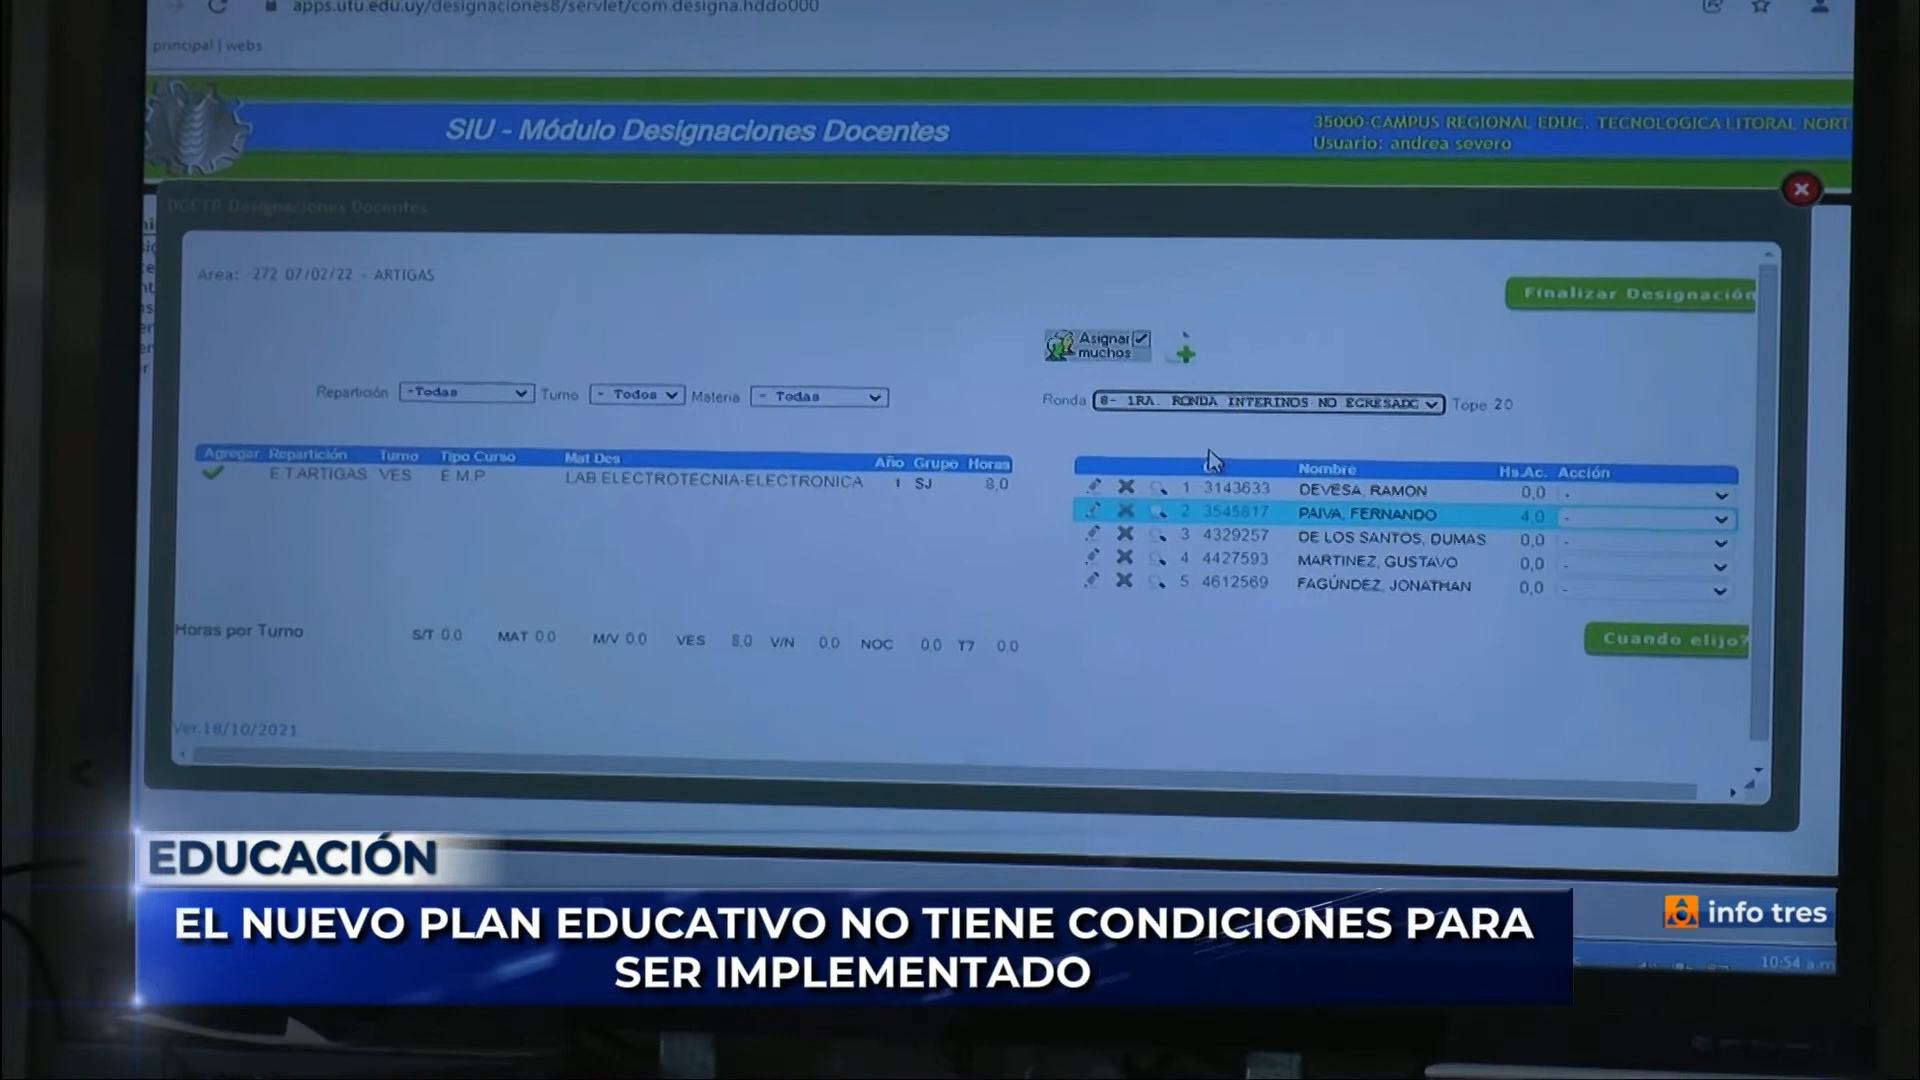 apps.utu.edu.uy/designaciones8/servlet/com.designa.hddo000
principal | webs
SIU - Módulo Designaciones Docentes
35000-CAMPUS REGIONAL EDUC. TECNOLOGICA LITORAL NORT
Usuario: andrea severo
DGETP Designaciones Docentes
Area: 272 07/02/22 - ARTIGAS
Finalizar Designación
Asignar muchos
Repartición -Todas Turno - Todos Materia - Todas
Ronda 8- 1RA. RONDA INTERINOS NO EGRESADO Tope 20
Agregar Repartición Turno Tipo Curso Mat Des Año Grupo Horas
E.T.ARTIGAS VES E.M.P. LAB.ELECTROTECNIA-ELECTRONICA 1 SJ 8,0
Nombre Hs.Ac. Acción
1 3143633 DEVESA, RAMON 0,0 -
2 3545817 PAIVA, FERNANDO 4,0 -
3 4329257 DE LOS SANTOS, DUMAS 0,0 -
4 4427593 MARTINEZ, GUSTAVO 0,0 -
5 4612569 FAGÚNDEZ, JONATHAN 0,0 -
Horas por Turno S/T 0.0 MAT 0.0 M/V 0.0 VES 8.0 V/N 0.0 NOC 0.0 T7 0.0
Cuando elijo?
Ver.18/10/2021
EDUCACIÓN
EL NUEVO PLAN EDUCATIVO NO TIENE CONDICIONES PARA
SER IMPLEMENTADO
info tres
10:54 a.m